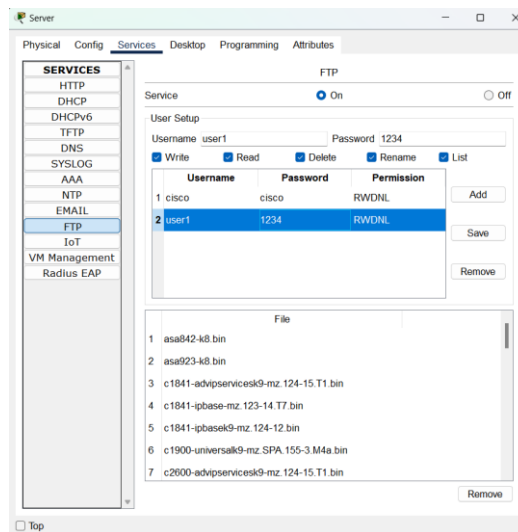 Server
Physical Config Services Desktop Programming Attributes
SERVICES
HTTP
DHCP
DHCPv6
TFTP
DNS
SYSLOG
AAA
NTP
EMAIL
FTP
IoT
VM Management
Radius EAP
FTP
Service On Off
User Setup
Username user1 Password 1234
Write Read Delete Rename List
Username Password Permission
1 cisco cisco RWDNL
2 user1 1234 RWDNL
Add
Save
Remove
File
1 asa842-k8.bin
2 asa923-k8.bin
3 c1841-advipservicesk9-mz.124-15.T1.bin
4 c1841-ipbase-mz.123-14.T7.bin
5 c1841-ipbasek9-mz.124-12.bin
6 c1900-universalk9-mz.SPA.155-3.M4a.bin
7 c2600-advipservicesk9-mz.124-15.T1.bin
Remove
Top